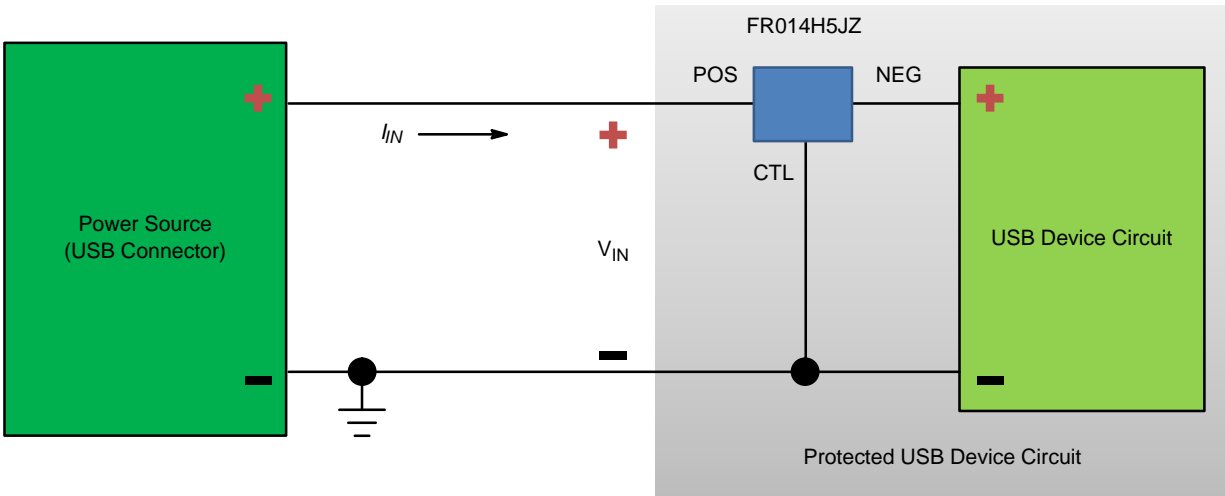 FR014H5JZ
POS
NEG
+
+
IIN
+
CTL
Power Source
(USB Connector)
VIN
USB Device Circuit
−
−
−
Protected USB Device Circuit